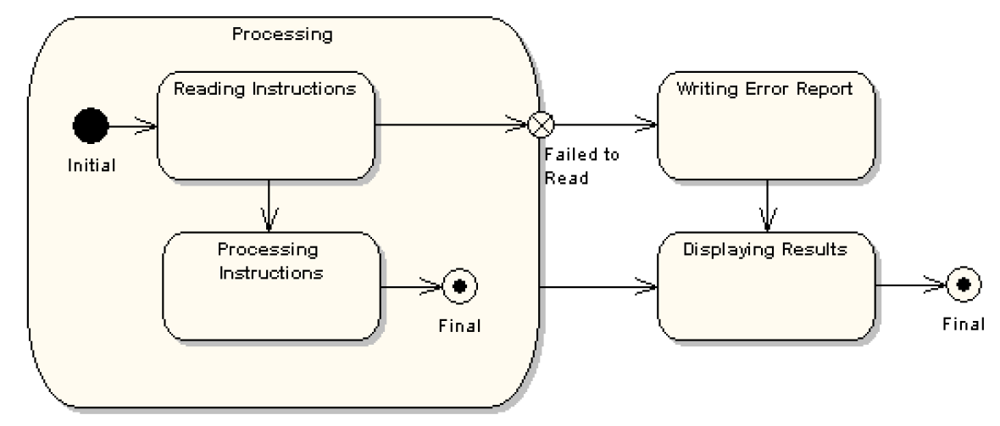 Processing
Reading Instructions
Writing Error Report
Initial
Failed to
Read
Processing
Instructions
Displaying Results
Final
Final